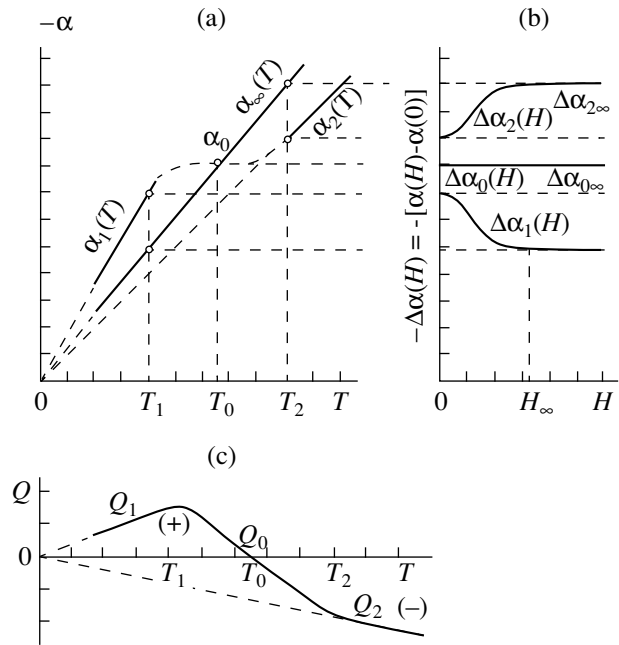 −α
(a)
(b)
α∞(T)
α₂(T)
α₀
α₁(T)
0
T₁
T₀
T₂
T
−Δα(H) = -[α(H)-α(0)]
Δα₂∞
Δα₂(H)
Δα₀(H)
Δα₀∞
Δα₁(H)
0
H∞
H
(c)
Q
Q₁
(+)
Q₀
0
T₁
T₀
T₂
T
Q₂
(–)